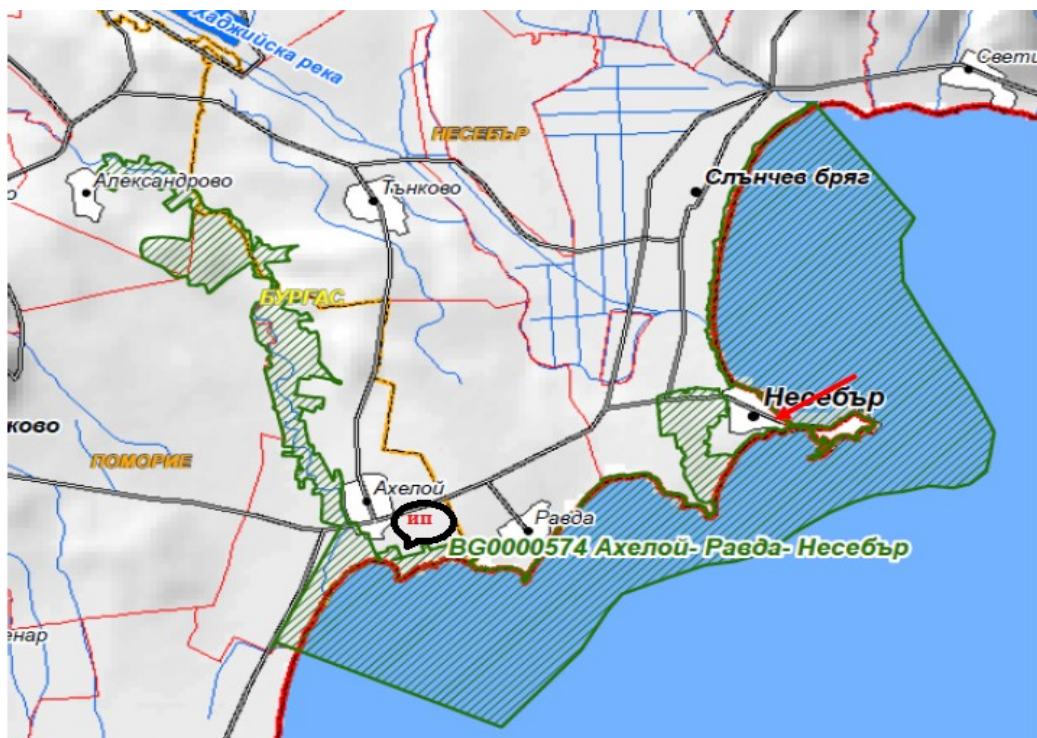 Хаджийска река
Свети
НЕСЕБЪР
Слънчев бряг
Александрово
Тънково
о
БУРГАС
Несебър
ково
ПОМОРИЕ
Ахелой
ИП
Равда
BG0000574 Ахелой- Равда- Несебър
енар